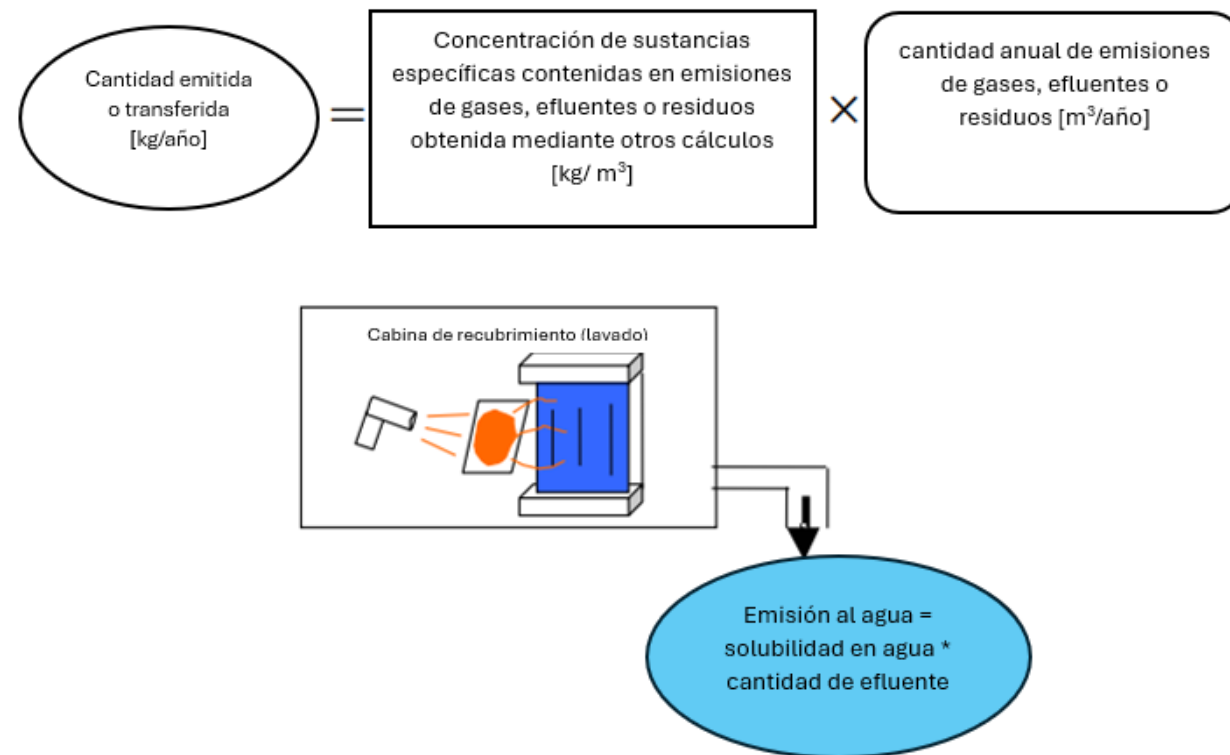 Cantidad emitida
o transferida
[kg/año]
=
Concentración de sustancias
específicas contenidas en emisiones
de gases, efluentes o residuos
obtenida mediante otros cálculos
[kg/ m³]
×
cantidad anual de emisiones
de gases, efluentes o
residuos [m³/año]
Cabina de recubrimiento (lavado)
Emisión al agua =
solubilidad en agua *
cantidad de efluente